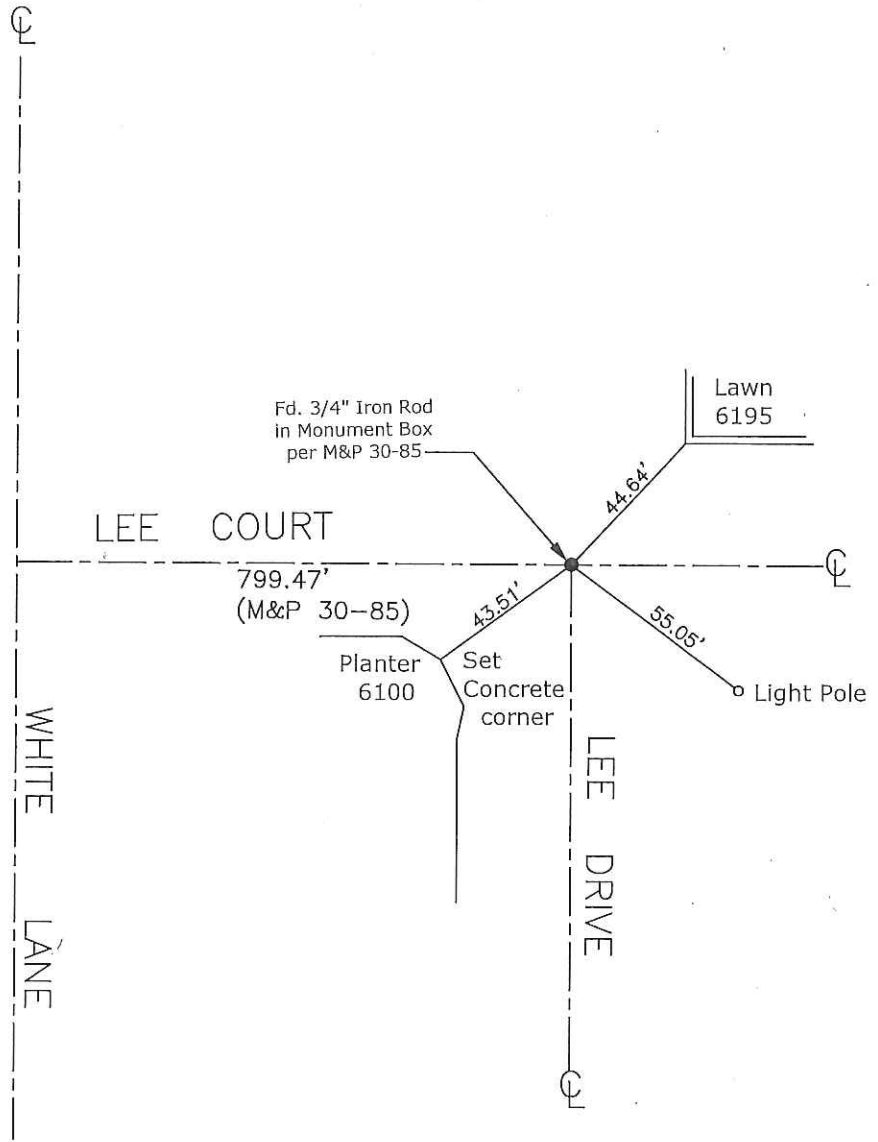 ℄
Lawn
6195
Fd. 3/4" Iron Rod
in Monument Box
per M&P 30-85
44.64'
LEE COURT
℄
799.47'
(M&P 30-85)
43.51'
55.05'
Planter
6100
Set
Concrete
corner
Light Pole
WHITE LANE
LEE DRIVE
℄